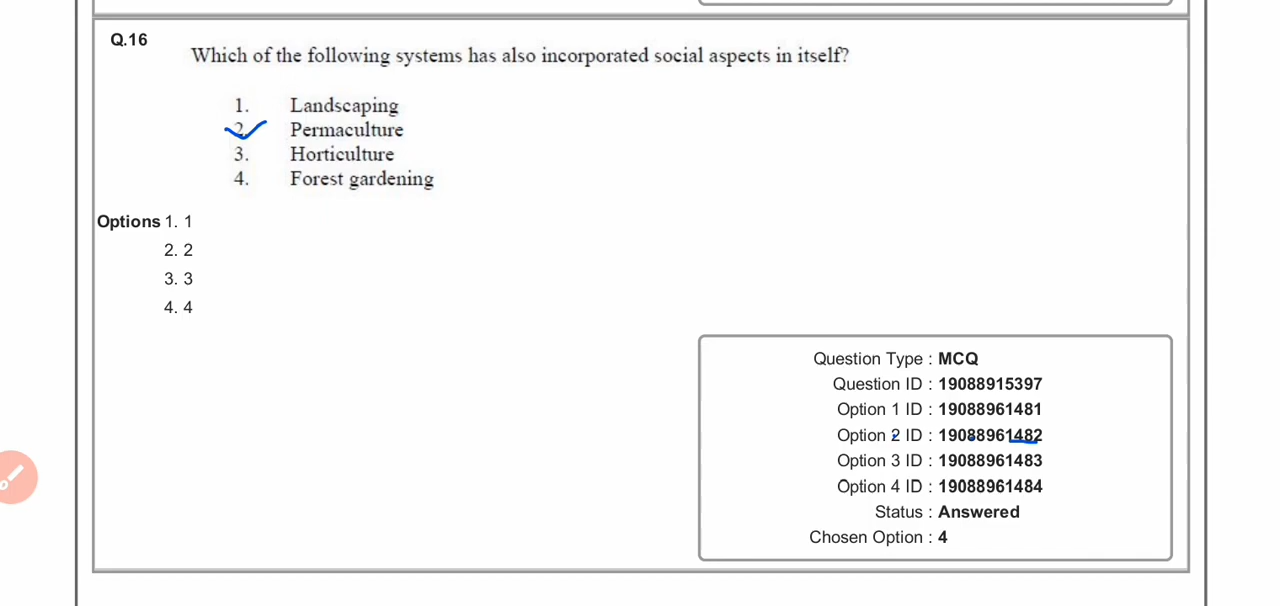 Q.16
Which of the following systems has also incorporated social aspects in itself?
1. Landscaping
2. Permaculture
3. Horticulture
4. Forest gardening
Options 1. 1
2. 2
3. 3
4. 4
Question Type : MCQ
Question ID : 19088915397
Option 1 ID : 19088961481
Option 2 ID : 19088961482
Option 3 ID : 19088961483
Option 4 ID : 19088961484
Status : Answered
Chosen Option : 4